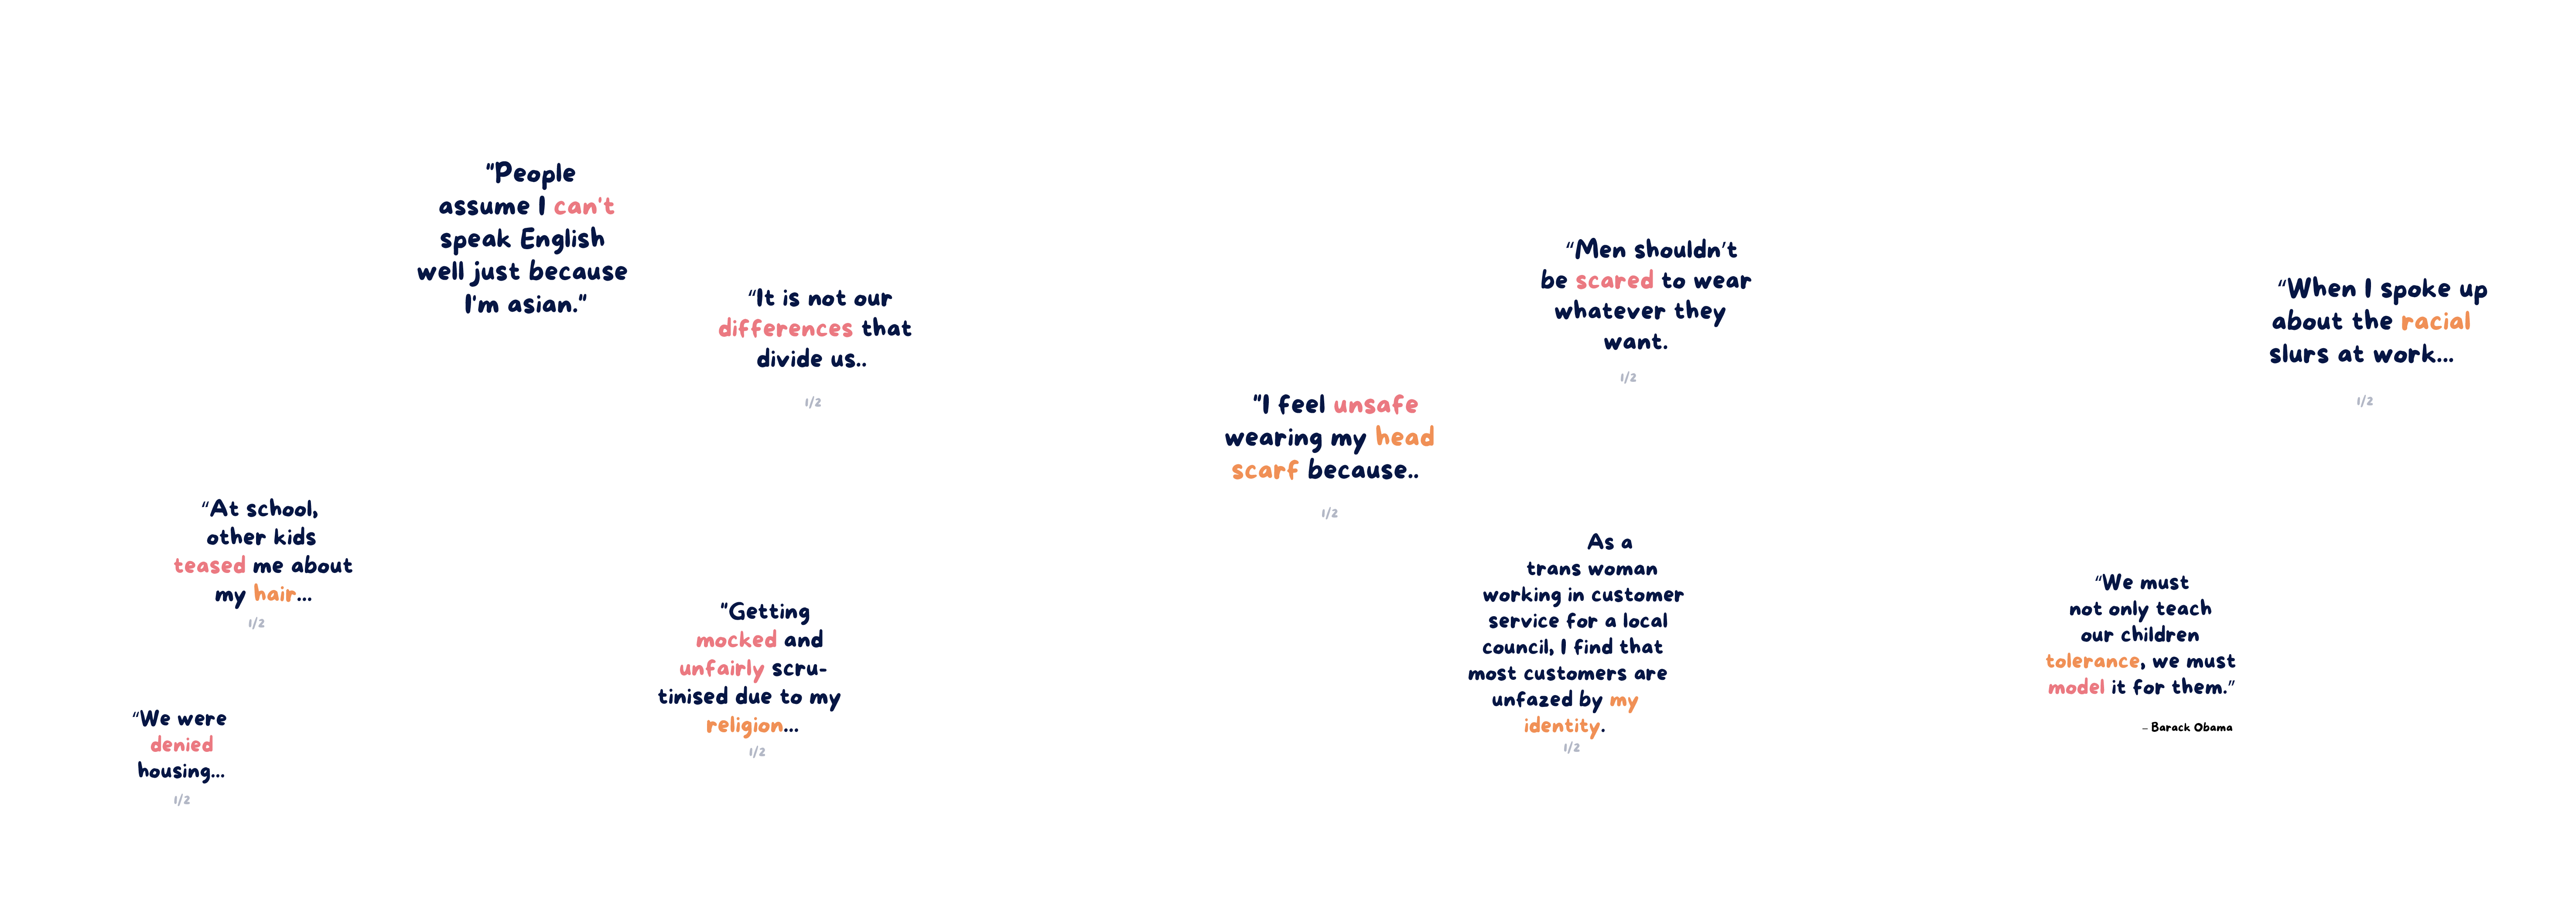 “People
assume I can't
speak English
well just because
I'm asian.”
“It is not our
differences that
divide us..
1/2
“Men shouldn’t
be scared to wear
whatever they
want.
1/2
“When I spoke up
about the racial
slurs at work...
1/2
“I feel unsafe
wearing my head
scarf because..
1/2
“At school,
other kids
teased me about
my hair...
1/2
As a
trans woman
working in customer
service for a local
council, I find that
most customers are
unfazed by my
identity.
1/2
“We must
not only teach
our children
tolerance, we must
model it for them.”
– Barack Obama
“Getting
mocked and
unfairly scru-
tinised due to my
religion...
1/2
“We were
denied
housing...
1/2